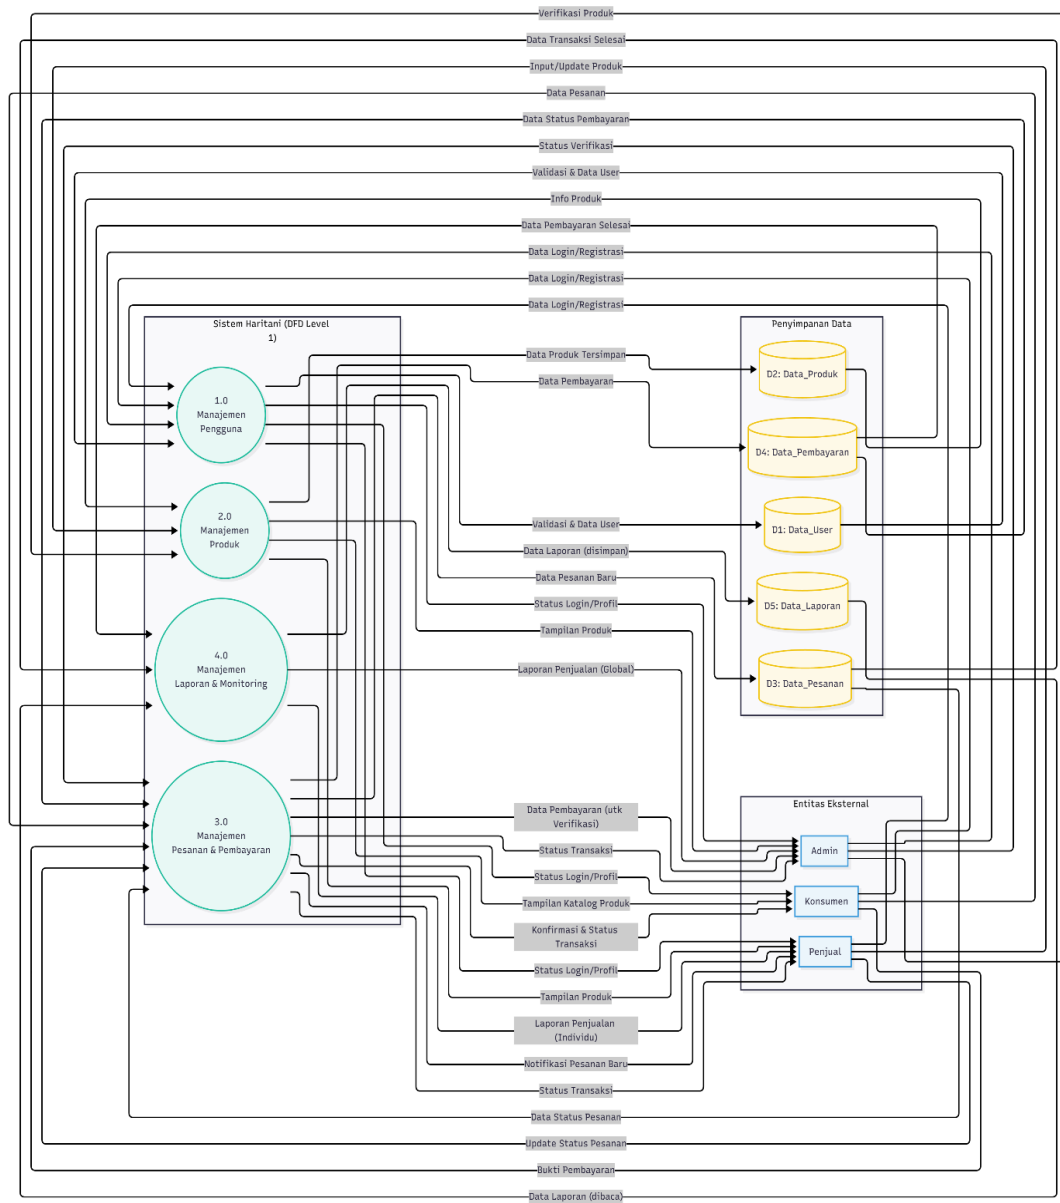 Verifikasi Produk
Data Transaksi Selesai
Input/Update Produk
Data Pesanan
Data Status Pembayaran
Status Verifikasi
Validasi & Data User
Info Produk
Data Pembayaran Selesai
Data Login/Registrasi
Data Login/Registrasi
Data Login/Registrasi
Sistem Haritani (DFD Level
1)
Penyimpanan Data
Data Produk Tersimpan
Data Pembayaran
D2: Data_Produk
1.0
Manajemen
Pengguna
D4: Data_Pembayaran
2.0
Manajemen
Produk
Validasi & Data User
D1: Data_User
Data Laporan (disimpan)
Data Pesanan Baru
Status Login/Profil
D5: Data_Laporan
Tampilan Produk
4.0
Manajemen
Laporan & Monitoring
Laporan Penjualan (Global)
D3: Data_Pesanan
3.0
Manajemen
Pesanan & Pembayaran
Entitas Eksternal
Data Pembayaran (utk
Verifikasi)
Status Transaksi
Admin
Status Login/Profil
Tampilan Katalog Produk
Konsumen
Konfirmasi & Status
Transaksi
Penjual
Status Login/Profil
Tampilan Produk
Laporan Penjualan
(Individu)
Notifikasi Pesanan Baru
Status Transaksi
Data Status Pesanan
Update Status Pesanan
Bukti Pembayaran
Data Laporan (dibaca)